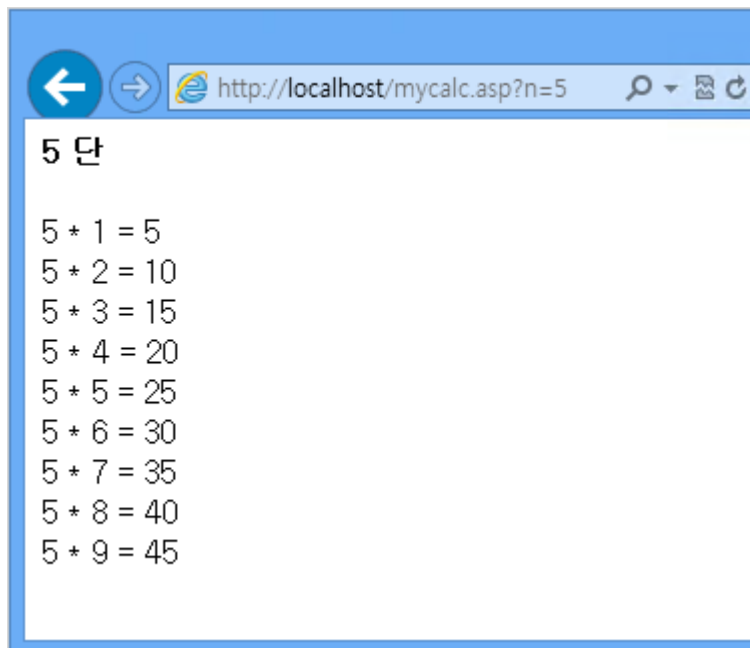 http://localhost/mycalc.asp?n=5
5 단
5 * 1 = 5
5 * 2 = 10
5 * 3 = 15
5 * 4 = 20
5 * 5 = 25
5 * 6 = 30
5 * 7 = 35
5 * 8 = 40
5 * 9 = 45